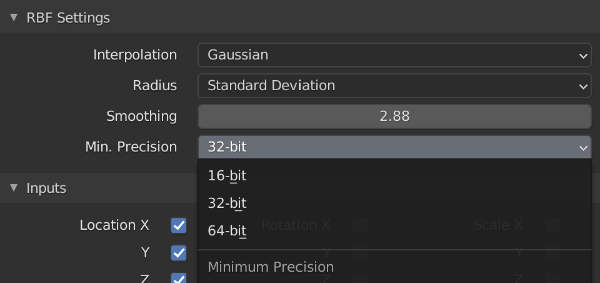 RBF Settings
Interpolation Gaussian
Radius Standard Deviation
Smoothing 2.88
Min. Precision 32-bit
16-bit
Inputs 32-bit
Location X 64-bit Rotation X Scale X
Y Y Y
Minimum Precision
Z Z Z